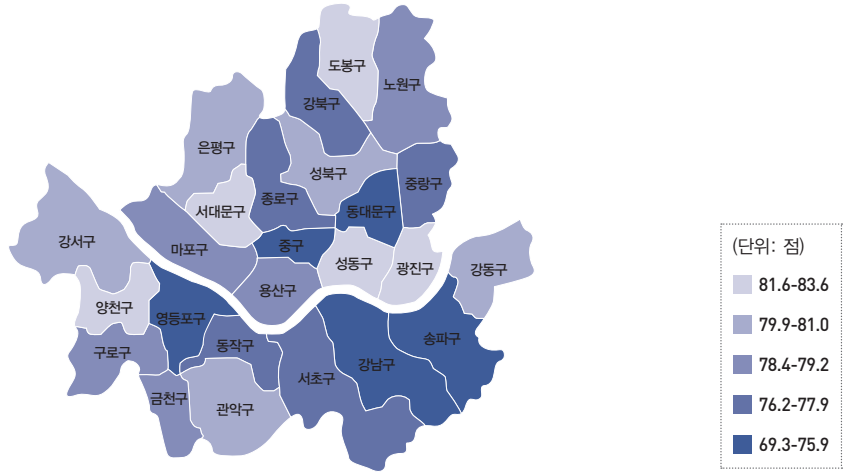 도봉구
노원구
강북구
은평구
성북구
중랑구
종로구
서대문구
동대문구
강서구
마포구
중구
성동구
광진구
강동구
용산구
양천구
영등포구
송파구
구로구
동작구
강남구
서초구
금천구
관악구
(단위: 점)
81.6-83.6
79.9-81.0
78.4-79.2
76.2-77.9
69.3-75.9